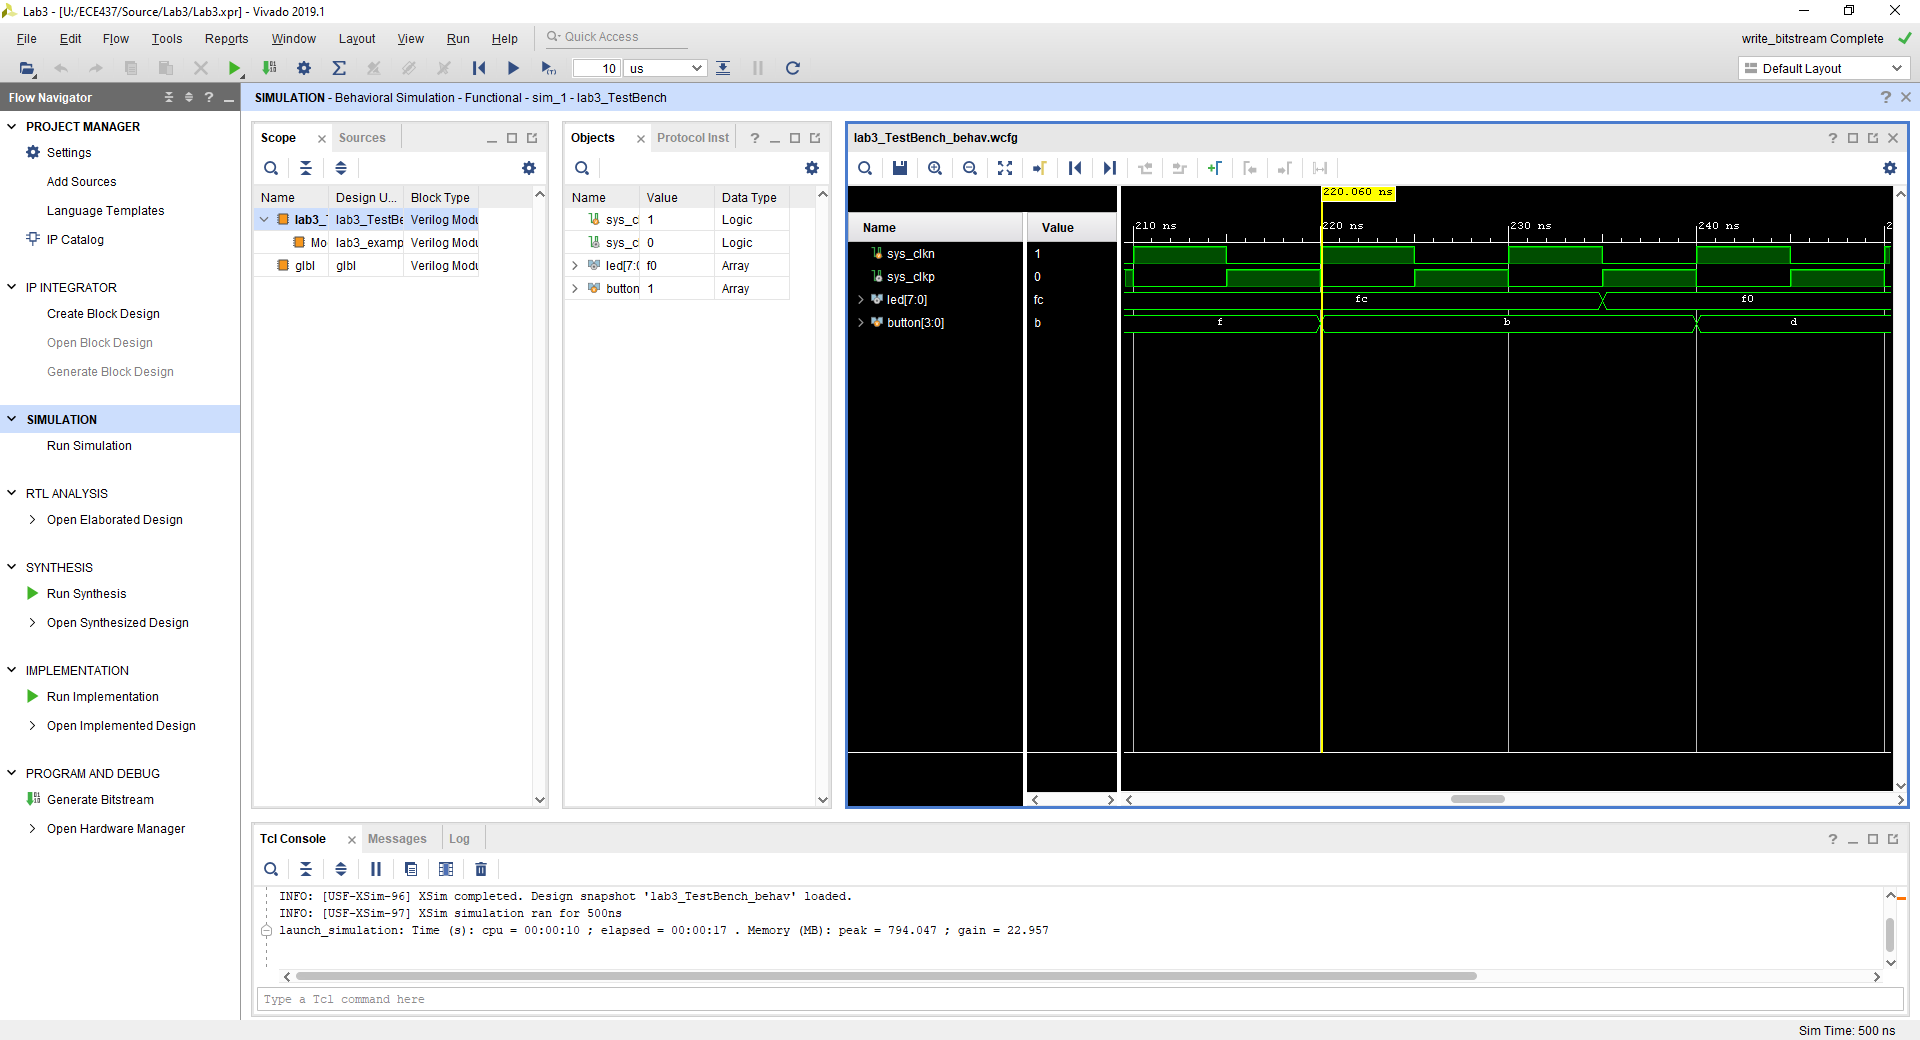 Lab3 - [U:/ECE437/Source/Lab3/Lab3.xpr] - Vivado 2019.1
File Edit Flow Tools Reports Window Layout View Run Help Quick Access
write_bitstream Complete
10 us
Default Layout
Flow Navigator
PROJECT MANAGER
Settings
Add Sources
Language Templates
IP Catalog
IP INTEGRATOR
Create Block Design
Open Block Design
Generate Block Design
SIMULATION
Run Simulation
RTL ANALYSIS
Open Elaborated Design
SYNTHESIS
Run Synthesis
Open Synthesized Design
IMPLEMENTATION
Run Implementation
Open Implemented Design
PROGRAM AND DEBUG
Generate Bitstream
Open Hardware Manager
SIMULATION - Behavioral Simulation - Functional - sim_1 - lab3_TestBench
Scope Sources
Name Design U... Block Type
lab3_T lab3_TestBe Verilog Modu
Mo lab3_examp Verilog Modu
glbl glbl Verilog Modu
Objects Protocol Inst
Name Value Data Type
sys_cl 1 Logic
sys_cl 0 Logic
led[7:0 f0 Array
button 1 Array
lab3_TestBench_behav.wcfg
220.060 ns
Name Value
210 ns 220 ns 230 ns 240 ns 2
sys_clkn 1
sys_clkp 0
led[7:0] fc fc f0
button[3:0] b f b d
Tcl Console Messages Log
INFO: [USF-XSim-96] XSim completed. Design snapshot 'lab3_TestBench_behav' loaded.
INFO: [USF-XSim-97] XSim simulation ran for 500ns
launch_simulation: Time (s): cpu = 00:00:10 ; elapsed = 00:00:17 . Memory (MB): peak = 794.047 ; gain = 22.957
Type a Tcl command here
Sim Time: 500 ns